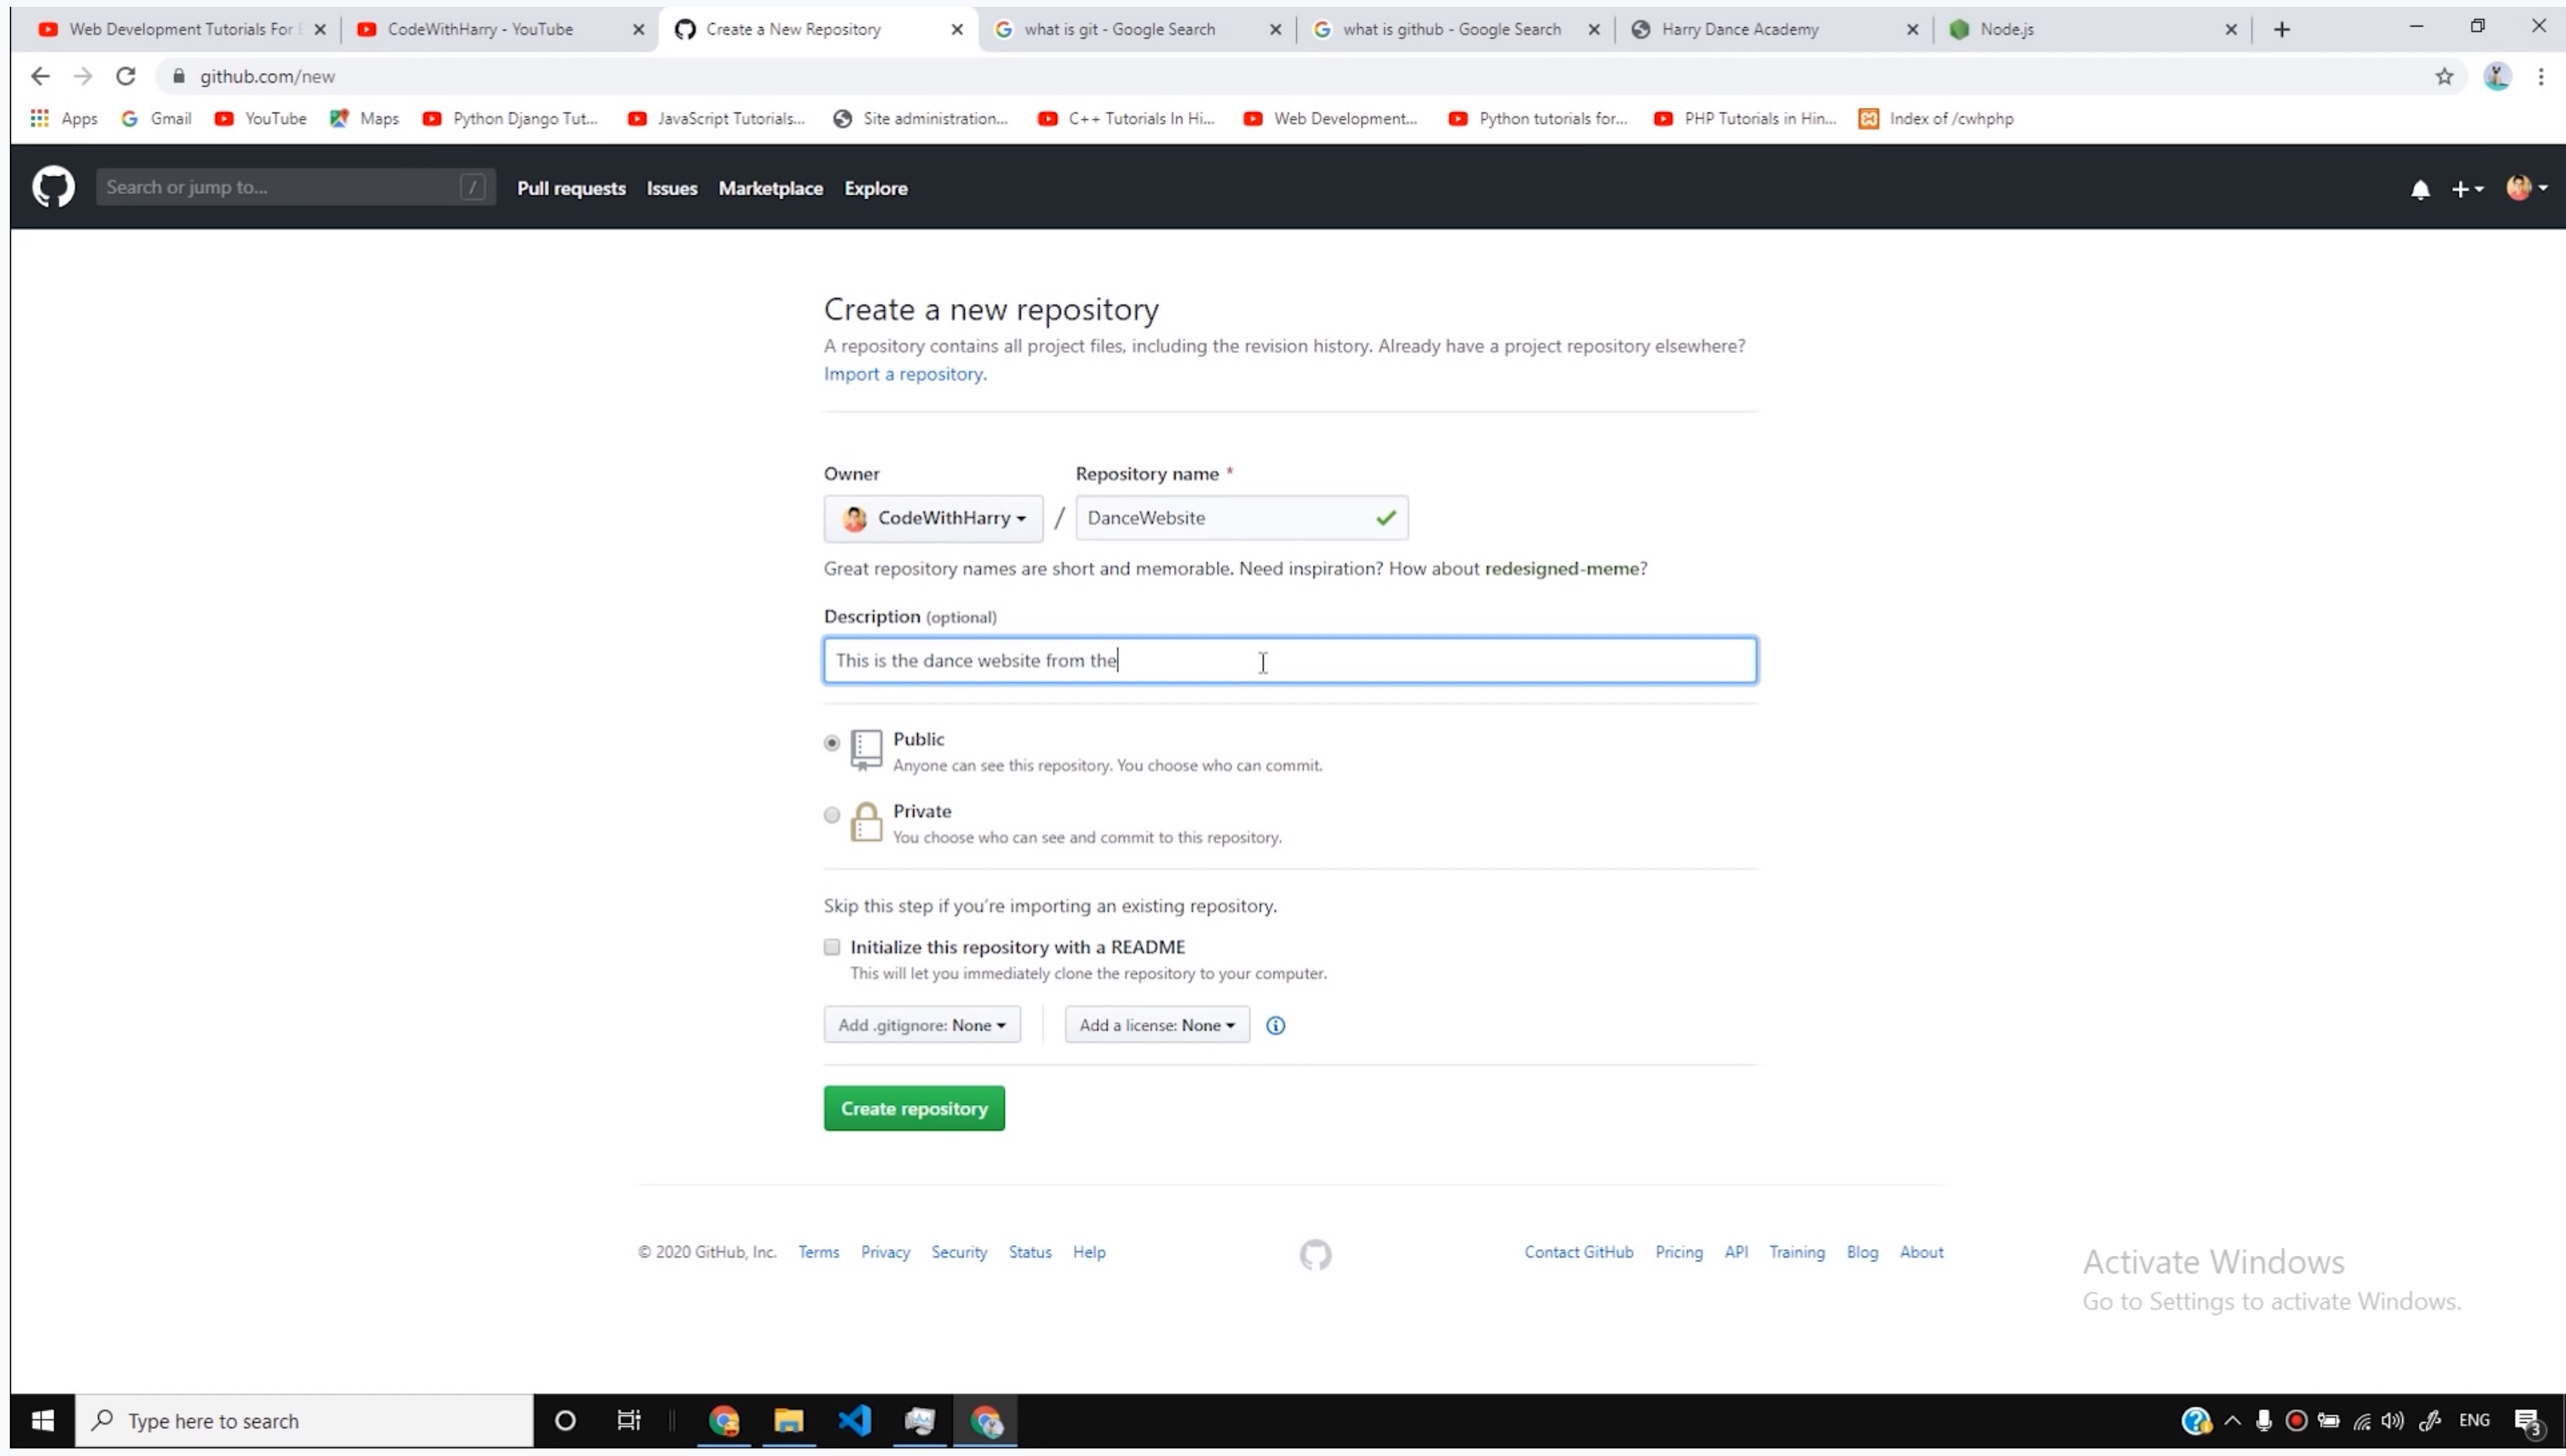 Web Development Tutorials For
CodeWithHarry - YouTube
Create a New Repository
what is git - Google Search
what is github - Google Search
Harry Dance Academy
Node.js
github.com/new
Apps
Gmail
YouTube
Maps
Python Django Tut...
JavaScript Tutorials...
Site administration...
C++ Tutorials In Hi...
Web Development...
Python tutorials for...
PHP Tutorials in Hin...
Index of /cwhphp
Search or jump to... /
Pull requests
Issues
Marketplace
Explore
Create a new repository
A repository contains all project files, including the revision history. Already have a project repository elsewhere?
Import a repository.
Owner
Repository name *
CodeWithHarry / DanceWebsite
Great repository names are short and memorable. Need inspiration? How about redesigned-meme?
Description (optional)
This is the dance website from the
Public
Anyone can see this repository. You choose who can commit.
Private
You choose who can see and commit to this repository.
Skip this step if you're importing an existing repository.
Initialize this repository with a README
This will let you immediately clone the repository to your computer.
Add .gitignore: None
Add a license: None
Create repository
© 2020 GitHub, Inc.
Terms
Privacy
Security
Status
Help
Contact GitHub
Pricing
API
Training
Blog
About
Activate Windows
Go to Settings to activate Windows.
Type here to search
ENG
3